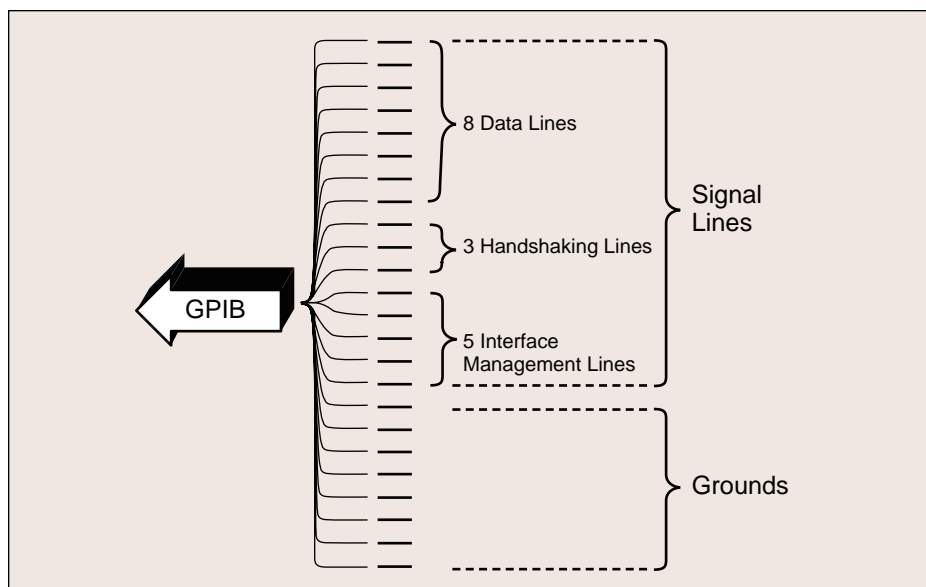 8 Data Lines
Signal
Lines
3 Handshaking Lines
GPIB
5 Interface
Management Lines
Grounds